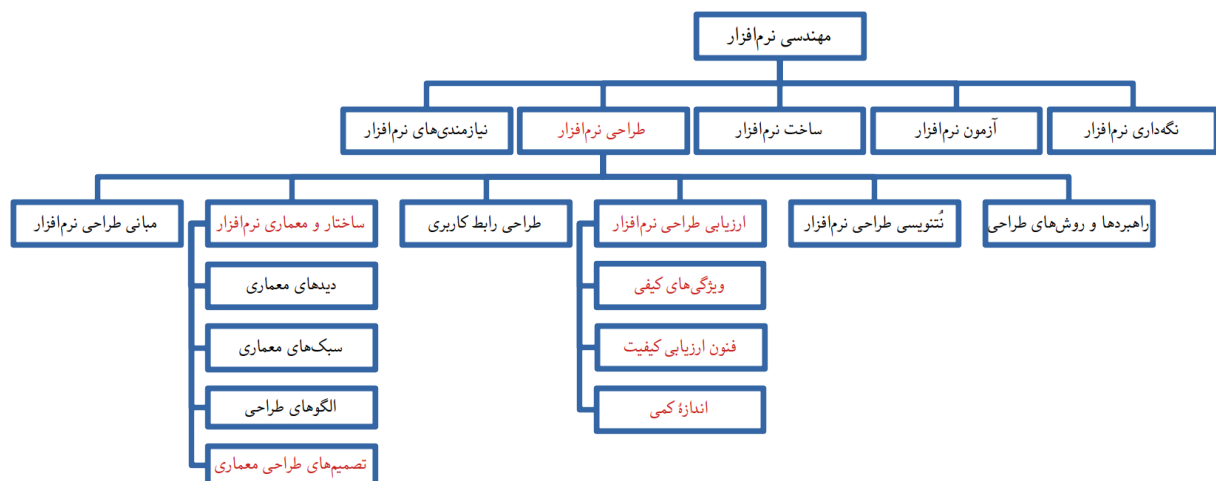 مهندسی نرم‌افزار
نیازمندی‌های نرم‌افزار
طراحی نرم‌افزار
ساخت نرم‌افزار
آزمون نرم‌افزار
نگه‌داری نرم‌افزار
مبانی طراحی نرم‌افزار
ساختار و معماری نرم‌افزار
طراحی رابط کاربری
ارزیابی طراحی نرم‌افزار
نُتنویسی طراحی نرم‌افزار
راهبردها و روش‌های طراحی
دیدهای معماری
سبک‌های معماری
الگوهای طراحی
تصمیم‌های طراحی معماری
ویژگی‌های کیفی
فنون ارزیابی کیفیت
اندازهٔ کمی